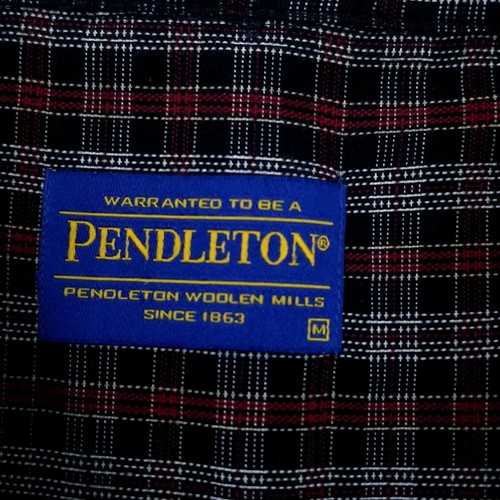 WARRANTED TO BE A
PENDLETON®
PENDLETON WOOLEN MILLS
SINCE 1863
M